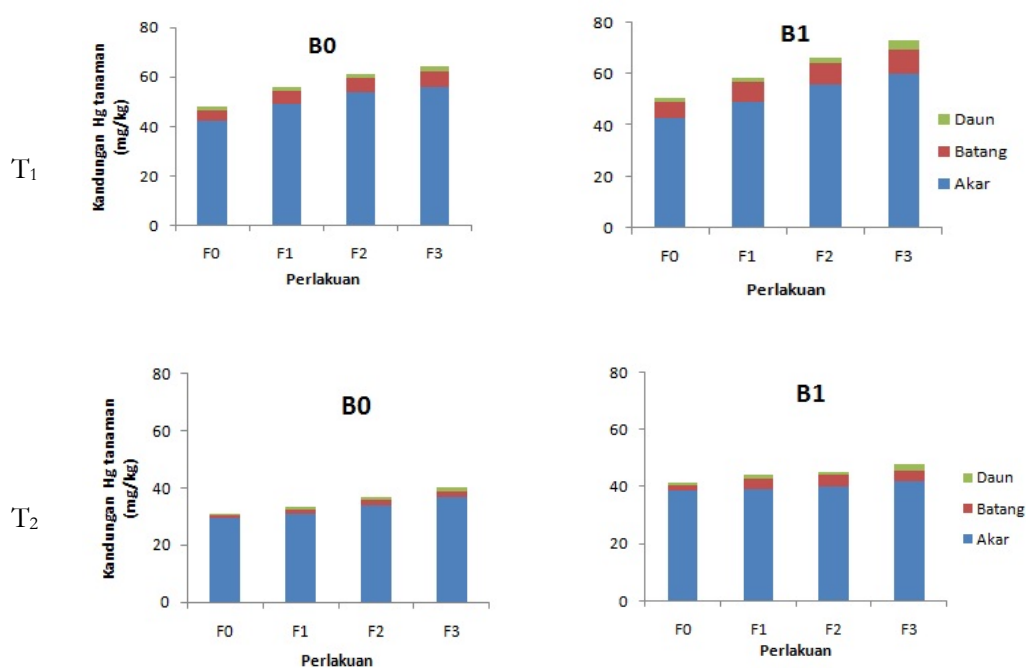 T1
Kandungan Hg tanaman
(mg/kg)
80
60
40
20
0
B0
F0 F1 F2 F3
Perlakuan
80
60
40
20
0
B1
F0 F1 F2 F3
Perlakuan
Daun
Batang
Akar
T2
Kandungan Hg tanaman
(mg/kg)
80
60
40
20
0
B0
F0 F1 F2 F3
Perlakuan
80
60
40
20
0
B1
F0 F1 F2 F3
Perlakuan
Daun
Batang
Akar